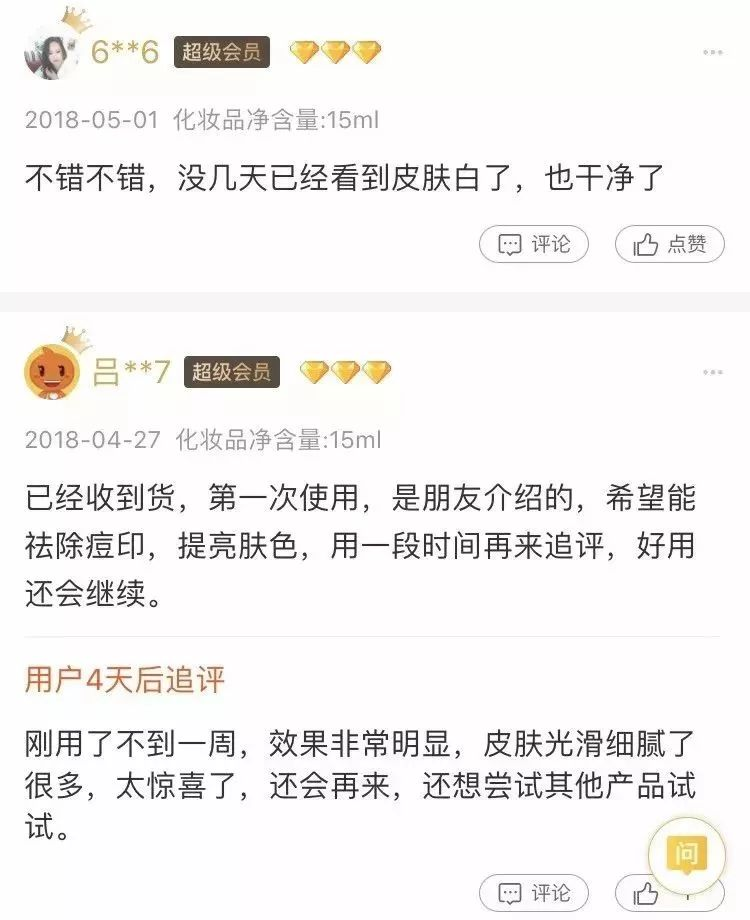 6**6 超级会员
2018-05-01 化妆品净含量:15ml
不错不错，没几天已经看到皮肤白了，也干净了
评论 点赞
吕**7 超级会员
2018-04-27 化妆品净含量:15ml
已经收到货，第一次使用，是朋友介绍的，希望能
祛除痘印，提亮肤色，用一段时间再来追评，好用
还会继续。
用户4天后追评
刚用了不到一周，效果非常明显，皮肤光滑细腻了
很多，太惊喜了，还会再来，还想尝试其他产品试
试。
问
评论